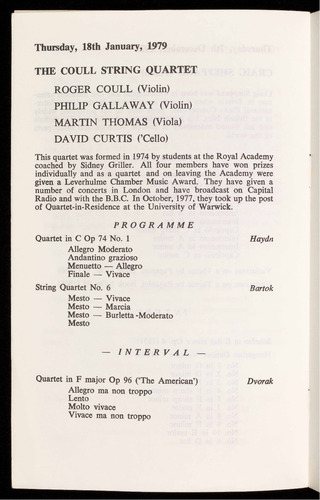 Thursday, 18th January, 1979
THE COULL STRING QUARTET
ROGER COULL (Violin)
PHILIP GALLAWAY (Violin)
MARTIN THOMAS (Viola)
DAVID CURTIS ('Cello)
This quartet was formed in 1974 by students at the Royal Academy
coached by Sidney Griller. All four members have won prizes
individually and as a quartet and on leaving the Academy were
given a Leverhulme Chamber Music Award. They have given a
number of concerts in London and have broadcast on Capital
Radio and with the B.B.C. In October, 1977, they took up the post
of Quartet-in-Residence at the University of Warwick.
PROGRAMME
Quartet in C Op 74 No. 1 Haydn
Allegro Moderato
Andantino grazioso
Menuetto — Allegro
Finale — Vivace
String Quartet No. 6 Bartok
Mesto — Vivace
Mesto — Marcia
Mesto — Burletta -Moderato
Mesto
— INTERVAL —
Quartet in F major Op 96 ('The American') Dvorak
Allegro ma non troppo
Lento
Molto vivace
Vivace ma non troppo